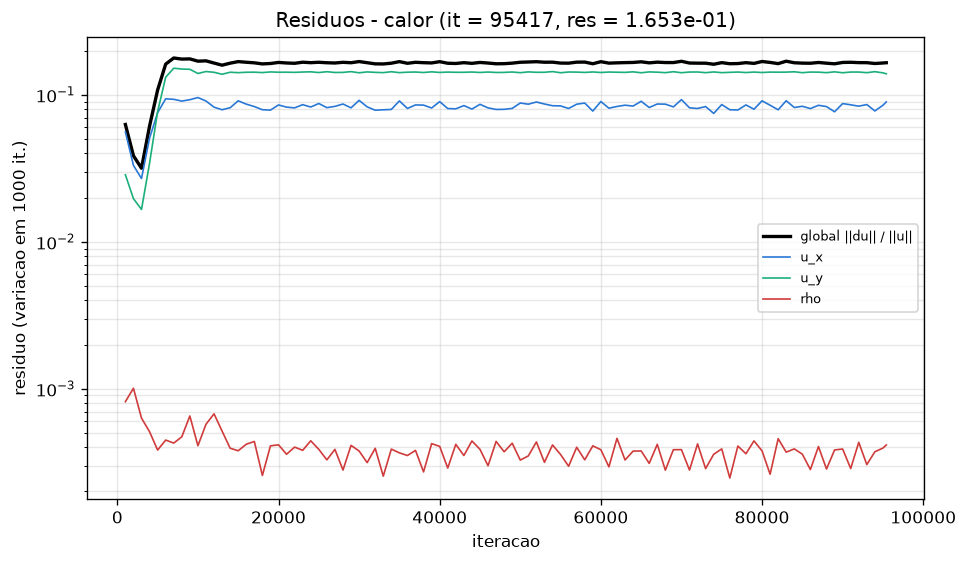 Residuos - calor (it = 95417, res = 1.653e-01)
residuo (variacao em 1000 it.)
10⁻¹
10⁻²
10⁻³
global ||du|| / ||u||
u_x
u_y
rho
0 20000 40000 60000 80000 100000
iteracao